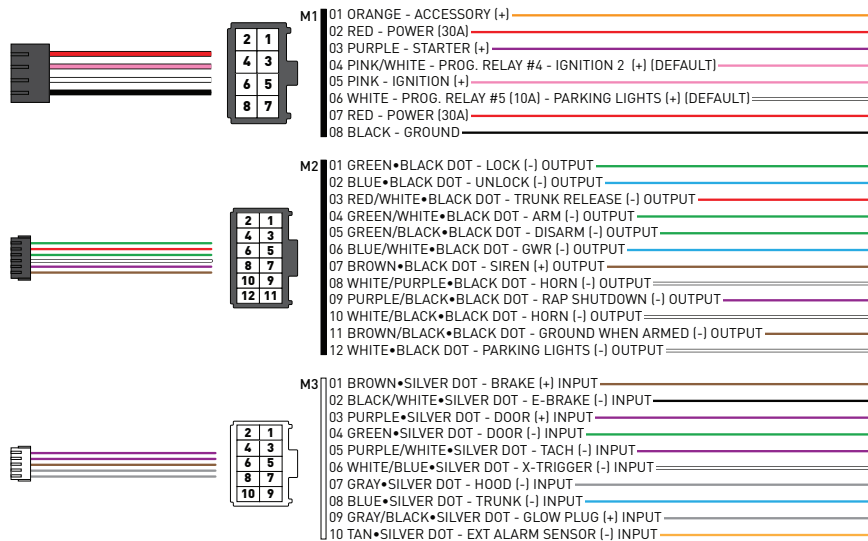 M1
01 ORANGE - ACCESSORY (+)
02 RED - POWER (30A)
03 PURPLE - STARTER (+)
04 PINK/WHITE - PROG. RELAY #4 - IGNITION 2 (+) (DEFAULT)
05 PINK - IGNITION (+)
06 WHITE - PROG. RELAY #5 (10A) - PARKING LIGHTS (+) (DEFAULT)
07 RED - POWER (30A)
08 BLACK - GROUND
2 1
4 3
6 5
8 7
M2
01 GREEN•BLACK DOT - LOCK (-) OUTPUT
02 BLUE•BLACK DOT - UNLOCK (-) OUTPUT
03 RED/WHITE•BLACK DOT - TRUNK RELEASE (-) OUTPUT
04 GREEN/WHITE•BLACK DOT - ARM (-) OUTPUT
05 GREEN/BLACK•BLACK DOT - DISARM (-) OUTPUT
06 BLUE/WHITE•BLACK DOT - GWR (-) OUTPUT
07 BROWN•BLACK DOT - SIREN (+) OUTPUT
08 WHITE/PURPLE•BLACK DOT - HORN (-) OUTPUT
09 PURPLE/BLACK•BLACK DOT - RAP SHUTDOWN (-) OUTPUT
10 WHITE/BLACK•BLACK DOT - HORN (-) OUTPUT
11 BROWN/BLACK•BLACK DOT - GROUND WHEN ARMED (-) OUTPUT
12 WHITE•BLACK DOT - PARKING LIGHTS (-) OUTPUT
2 1
4 3
6 5
8 7
10 9
12 11
M3
01 BROWN•SILVER DOT - BRAKE (+) INPUT
02 BLACK/WHITE•SILVER DOT - E-BRAKE (-) INPUT
03 PURPLE•SILVER DOT - DOOR (+) INPUT
04 GREEN•SILVER DOT - DOOR (-) INPUT
05 PURPLE/WHITE•SILVER DOT - TACH (-) INPUT
06 WHITE/BLUE•SILVER DOT - X-TRIGGER (-) INPUT
07 GRAY•SILVER DOT - HOOD (-) INPUT
08 BLUE•SILVER DOT - TRUNK (-) INPUT
09 GRAY/BLACK•SILVER DOT - GLOW PLUG (+) INPUT
10 TAN•SILVER DOT - EXT ALARM SENSOR (-) INPUT
2 1
4 3
6 5
8 7
10 9